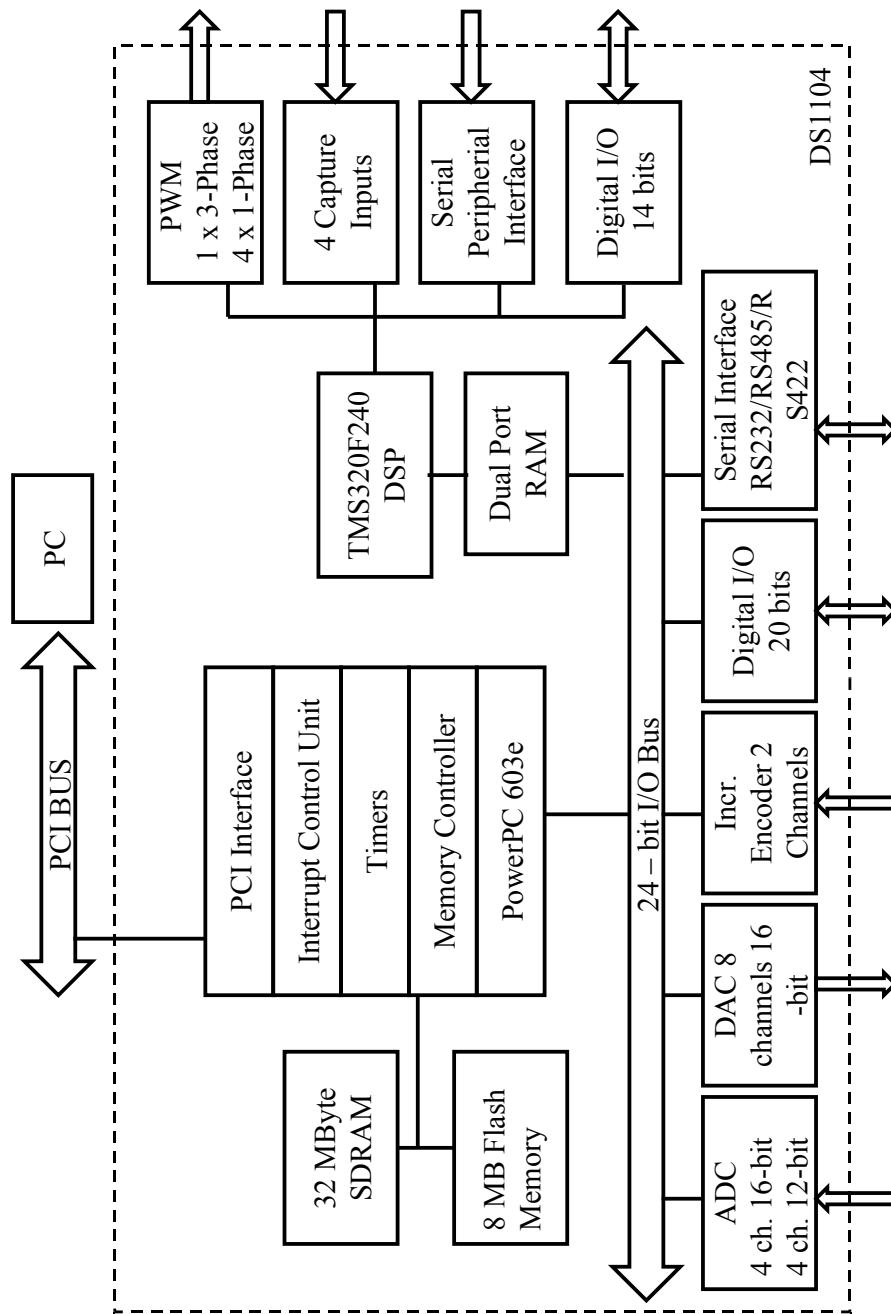 PC
PCI BUS
PCI Interface
Interrupt Control Unit
Timers
Memory Controller
PowerPC 603e
32 MByte
SDRAM
8 MB Flash
Memory
TMS320F240
DSP
Dual Port
RAM
PWM
1 x 3-Phase
4 x 1-Phase
4 Capture
Inputs
Serial
Peripherial
Interface
Digital I/O
14 bits
24 – bit I/O Bus
ADC
4 ch. 16-bit
4 ch. 12-bit
DAC 8
channels 16
-bit
Incr.
Encoder 2
Channels
Digital I/O
20 bits
Serial Interface
RS232/RS485/R
S422
DS1104